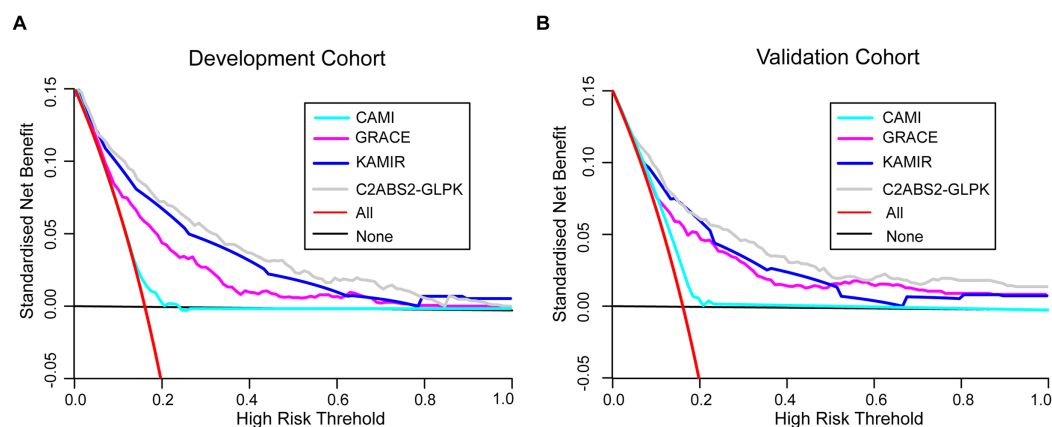 A
Development Cohort
Standardised Net Benefit
0.15
0.10
0.05
0.00
-0.05
CAMI
GRACE
KAMIR
C2ABS2-GLPK
All
None
0.0 0.2 0.4 0.6 0.8 1.0
High Risk Threshold
B
Validation Cohort
Standardised Net Benefit
0.15
0.10
0.05
0.00
-0.05
CAMI
GRACE
KAMIR
C2ABS2-GLPK
All
None
0.0 0.2 0.4 0.6 0.8 1.0
High Risk Threshold